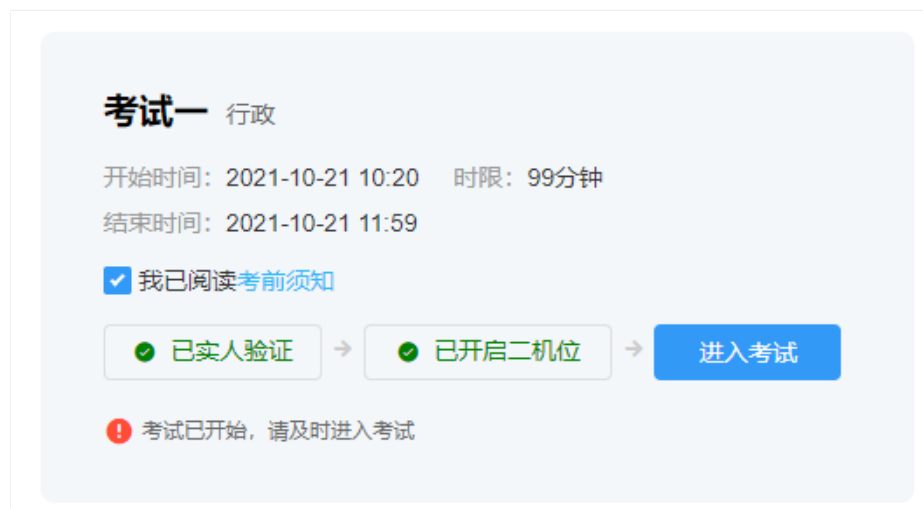 考试一 行政
开始时间：2021-10-21 10:20 时限：99分钟
结束时间：2021-10-21 11:59
我已阅读考前须知
已实人验证 → 已开启二机位 → 进入考试
考试已开始，请及时进入考试